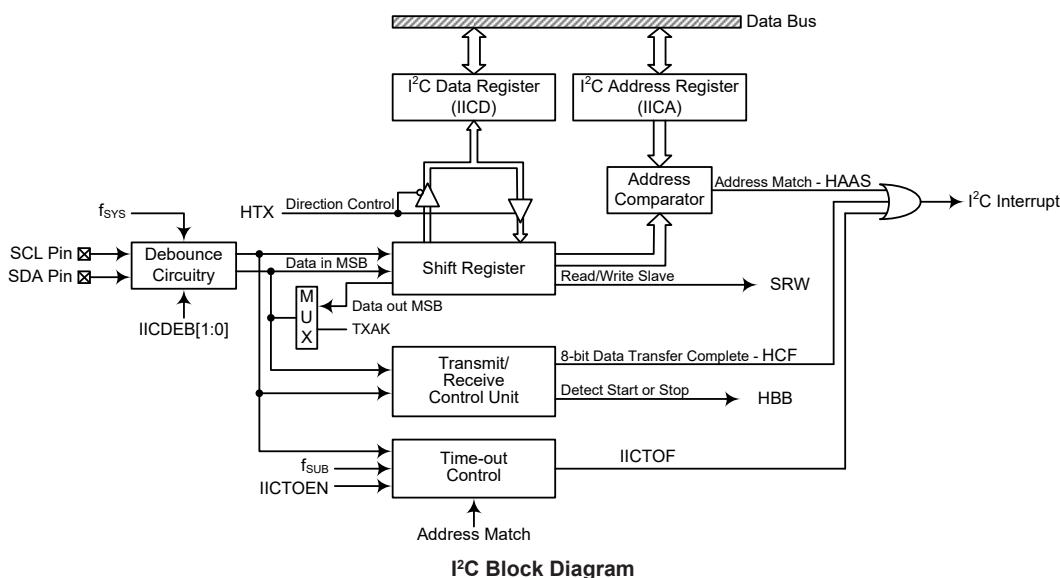 Data Bus
I²C Data Register
(IICD)
I²C Address Register
(IICA)
Address
Comparator
Address Match - HAAS
I²C Interrupt
HTX
Direction Control
fSYS
SCL Pin
SDA Pin
Debounce
Circuitry
IICDEB[1:0]
Data in MSB
Shift Register
Read/Write Slave
SRW
M
U
X
Data out MSB
TXAK
Transmit/
Receive
Control Unit
8-bit Data Transfer Complete - HCF
Detect Start or Stop
HBB
fSUB
IICTOEN
Time-out
Control
IICTOF
Address Match
I²C Block Diagram